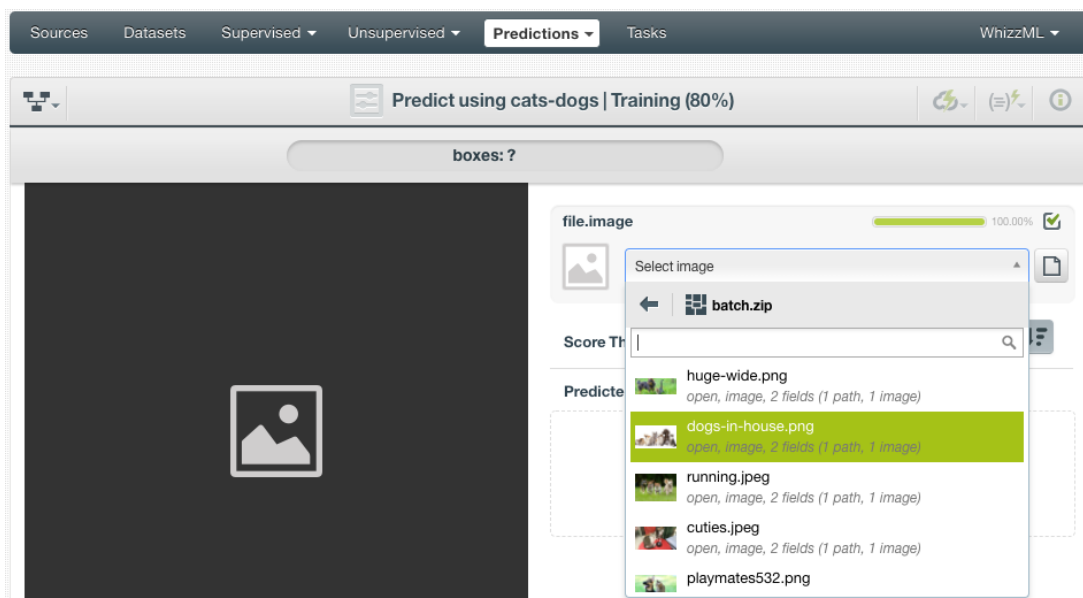 Sources Datasets Supervised Unsupervised Predictions Tasks WhizzML
Predict using cats-dogs | Training (80%)
boxes: ?
file.image 100.00%
Select image
batch.zip
Score Th
huge-wide.png
open, image, 2 fields (1 path, 1 image)
Predicte
dogs-in-house.png
open, image, 2 fields (1 path, 1 image)
running.jpeg
open, image, 2 fields (1 path, 1 image)
cuties.jpeg
open, image, 2 fields (1 path, 1 image)
playmates532.png